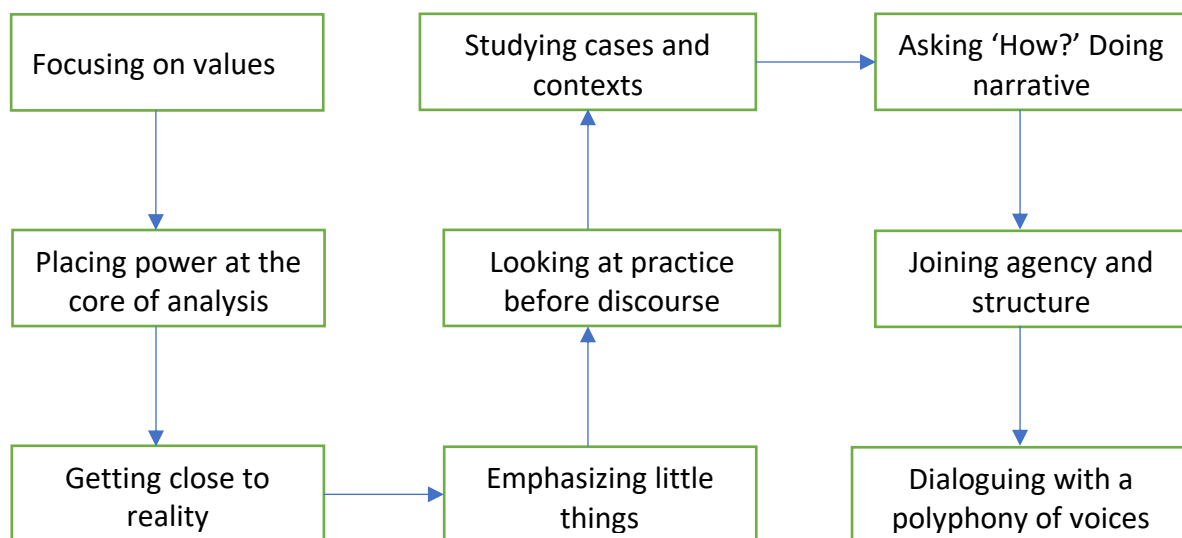 Focusing on values
Placing power at the
core of analysis
Getting close to
reality
Emphasizing little
things
Looking at practice
before discourse
Studying cases and
contexts
Asking ‘How?’ Doing
narrative
Joining agency and
structure
Dialoguing with a
polyphony of voices